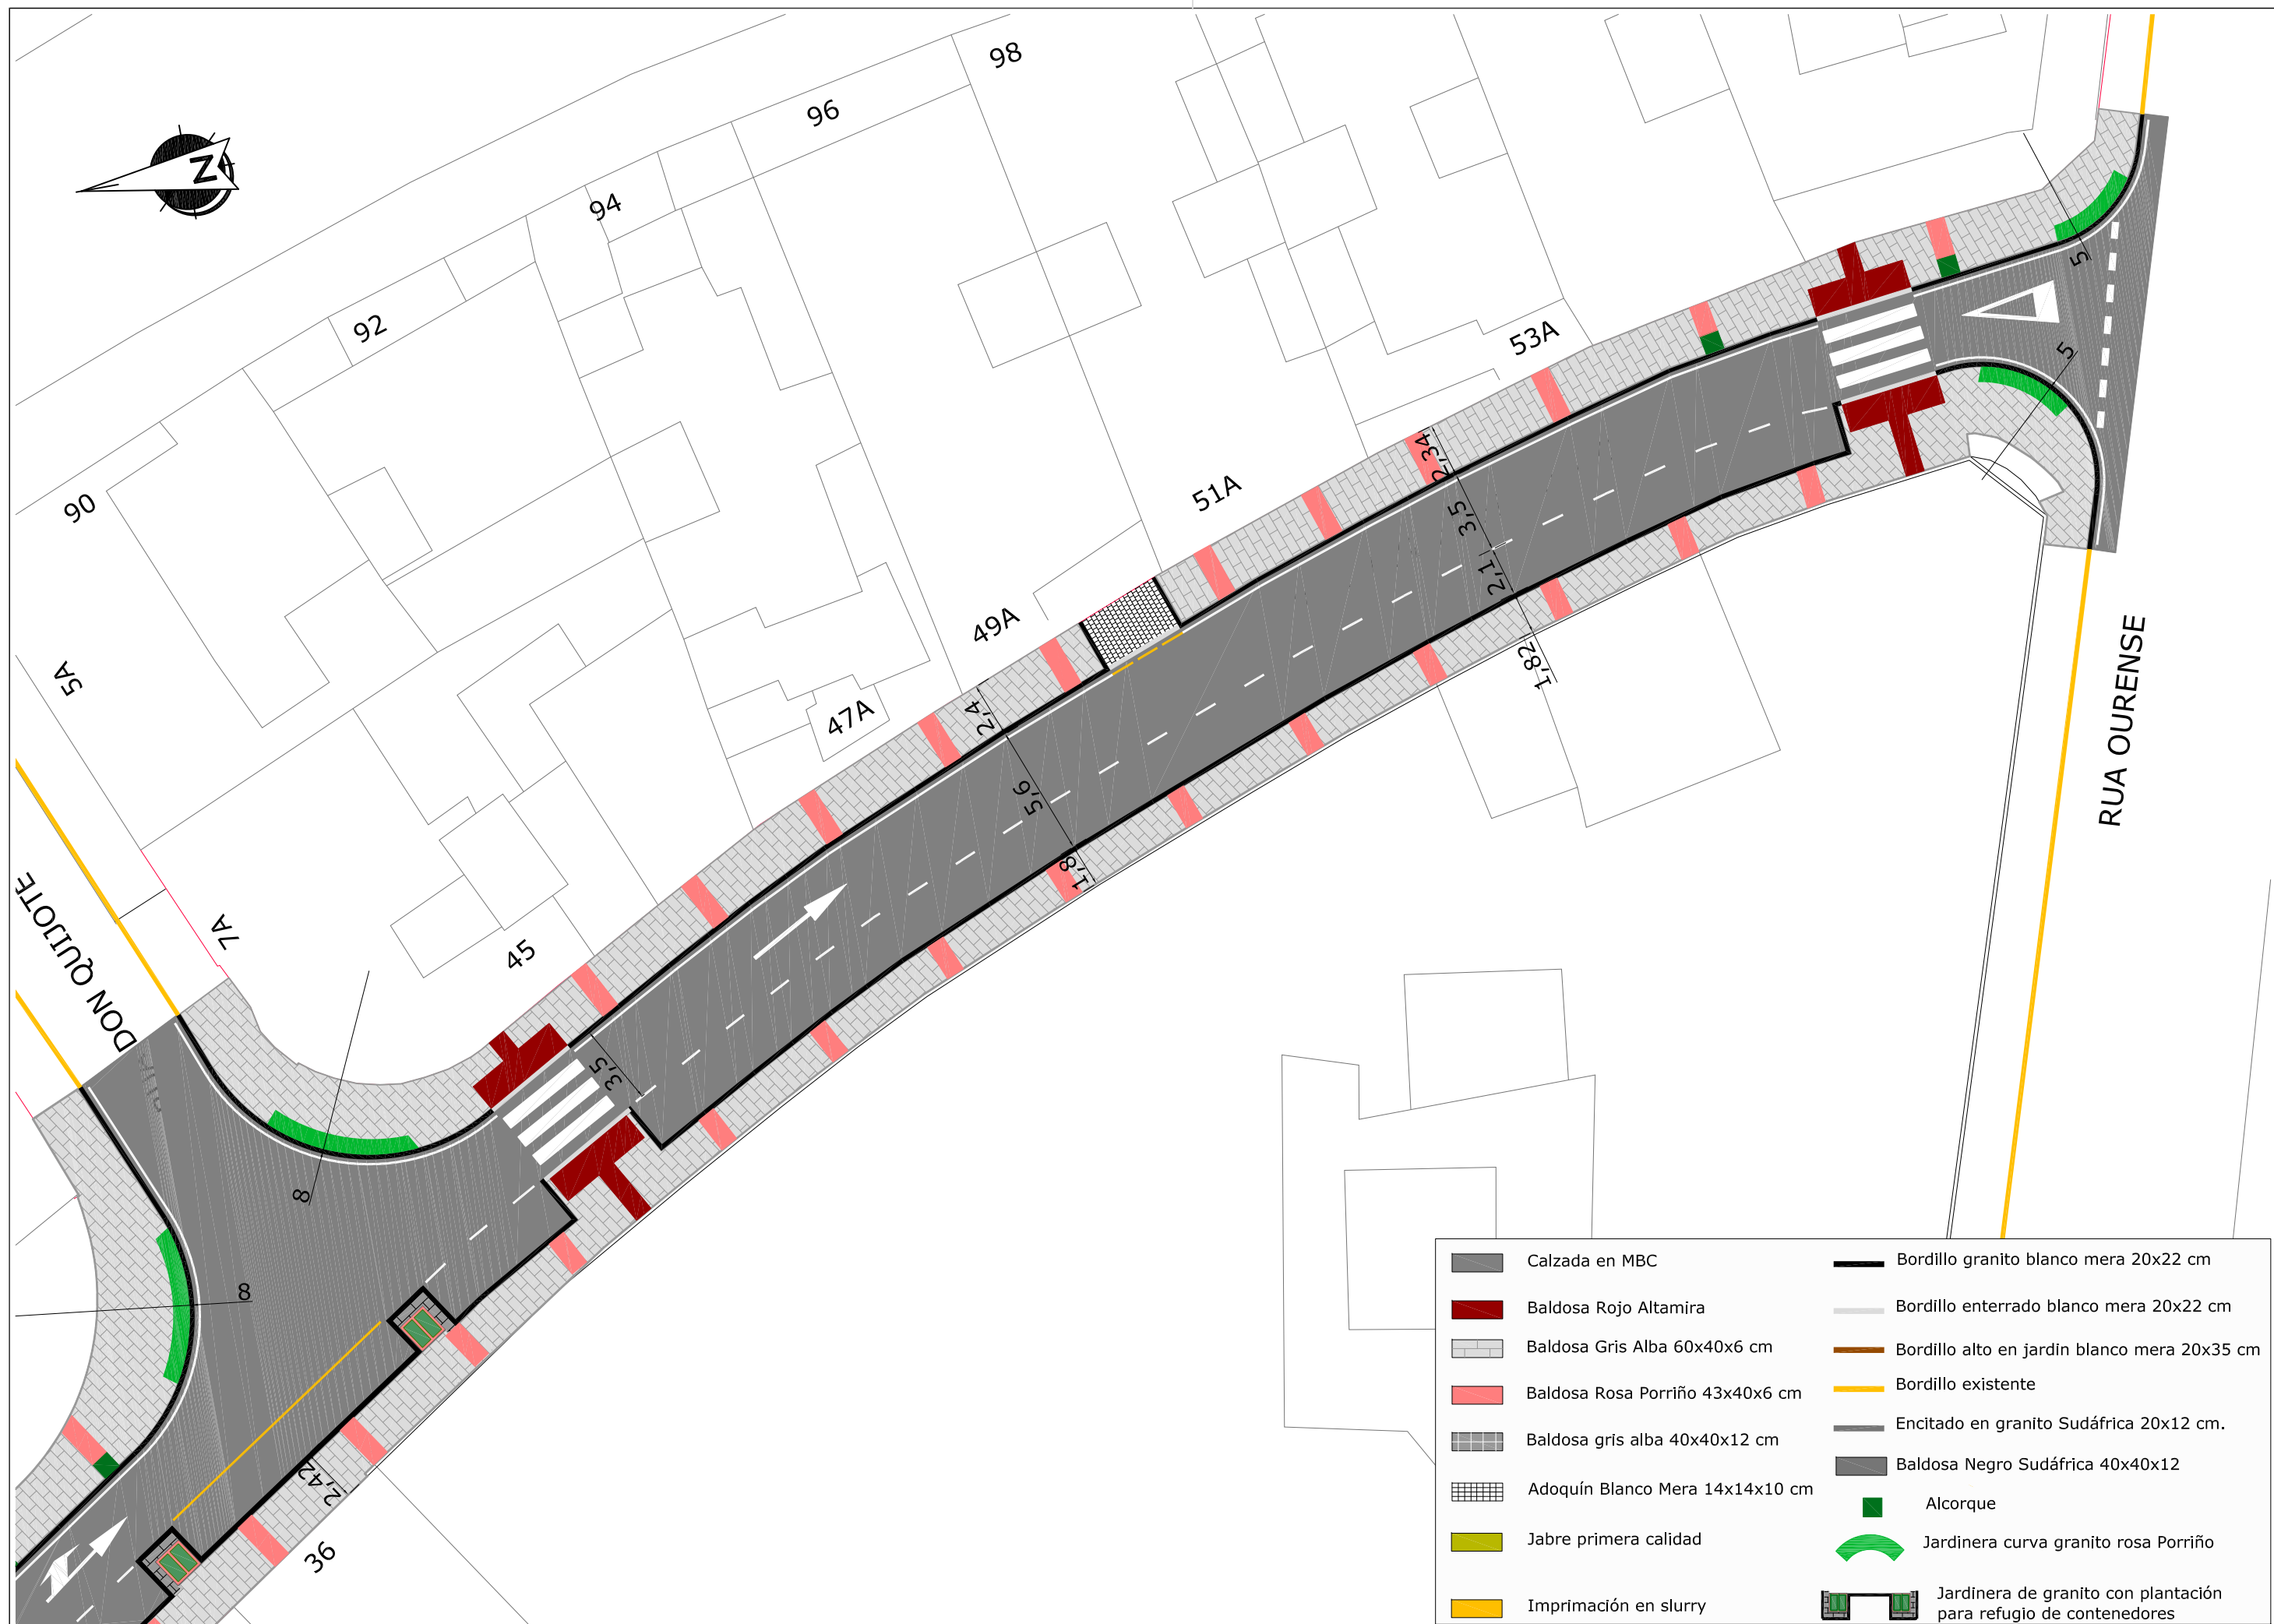 98
96
94
92
90
N
5
5
53A
2,34
3,5
2,1
1,82
51A
49A
47A
2,4
5,6
1,8
5A
7A
45
3,5
8
8
2,42
36
DON QUIJOTE
RUA OURENSE
Calzada en MBC
Baldosa Rojo Altamira
Baldosa Gris Alba 60x40x6 cm
Baldosa Rosa Porriño 43x40x6 cm
Baldosa gris alba 40x40x12 cm
Adoquín Blanco Mera 14x14x10 cm
Jabre primera calidad
Imprimación en slurry
Bordillo granito blanco mera 20x22 cm
Bordillo enterrado blanco mera 20x22 cm
Bordillo alto en jardin blanco mera 20x35 cm
Bordillo existente
Encitado en granito Sudáfrica 20x12 cm.
Baldosa Negro Sudáfrica 40x40x12
Alcorque
Jardinera curva granito rosa Porriño
Jardinera de granito con plantación
para refugio de contenedores